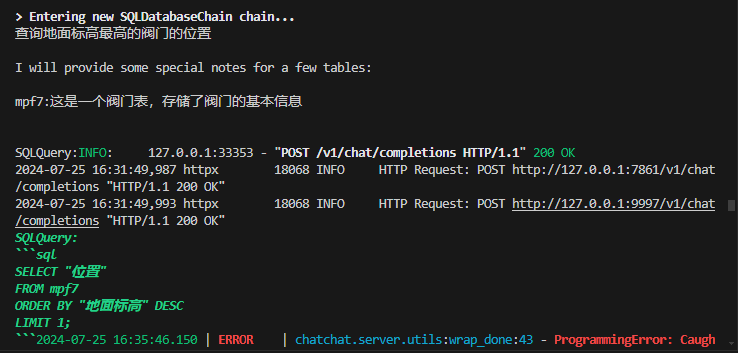 > Entering new SQLDatabaseChain chain...
查询地面标高最高的阀门的位置
I will provide some special notes for a few tables:
mpf7:这是一个阀门表，存储了阀门的基本信息
SQLQuery:INFO:     127.0.0.1:33353 - "POST /v1/chat/completions HTTP/1.1" 200 OK
2024-07-25 16:31:49,987 httpx        18068 INFO     HTTP Request: POST http://127.0.0.1:7861/v1/chat
/completions "HTTP/1.1 200 OK"
2024-07-25 16:31:49,993 httpx        18068 INFO     HTTP Request: POST http://127.0.0.1:9997/v1/chat
/completions "HTTP/1.1 200 OK"
SQLQuery:
```sql
SELECT "位置"
FROM mpf7
ORDER BY "地面标高" DESC
LIMIT 1;
```2024-07-25 16:35:46.150 | ERROR    | chatchat.server.utils:wrap_done:43 - ProgrammingError: Caugh